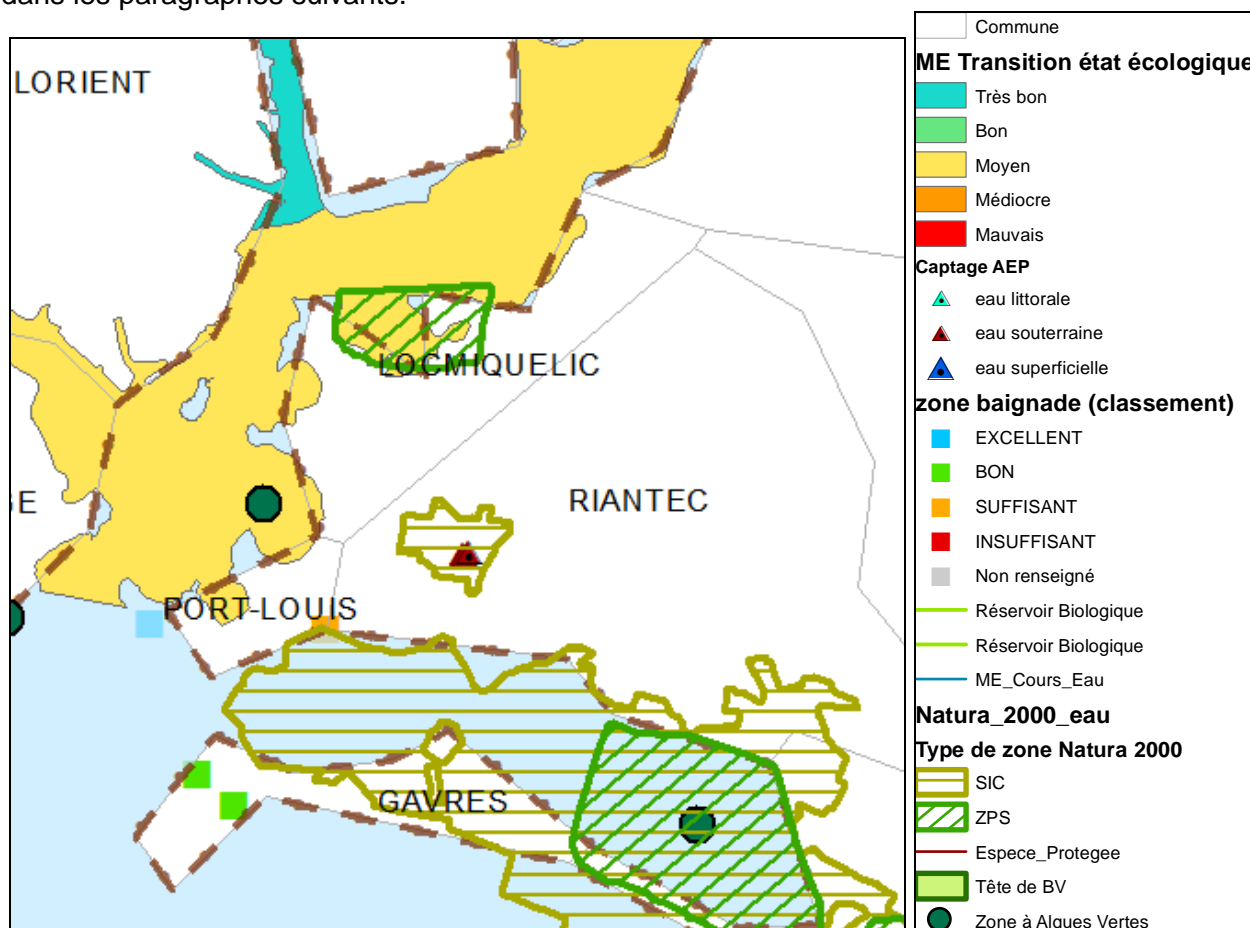 dans les paragraphes suivants.
LORIENT
LOCMIQUELIC
RIANTEC
E
PORT-LOUIS
GAVRES
Commune
ME Transition état écologique
Très bon
Bon
Moyen
Médiocre
Mauvais
Captage AEP
eau littorale
eau souterraine
eau superficielle
zone baignade (classement)
EXCELLENT
BON
SUFFISANT
INSUFFISANT
Non renseigné
Réservoir Biologique
Réservoir Biologique
ME_Cours_Eau
Natura_2000_eau
Type de zone Natura 2000
SIC
ZPS
Espece_Protegee
Tête de BV
Zone à Algues Vertes